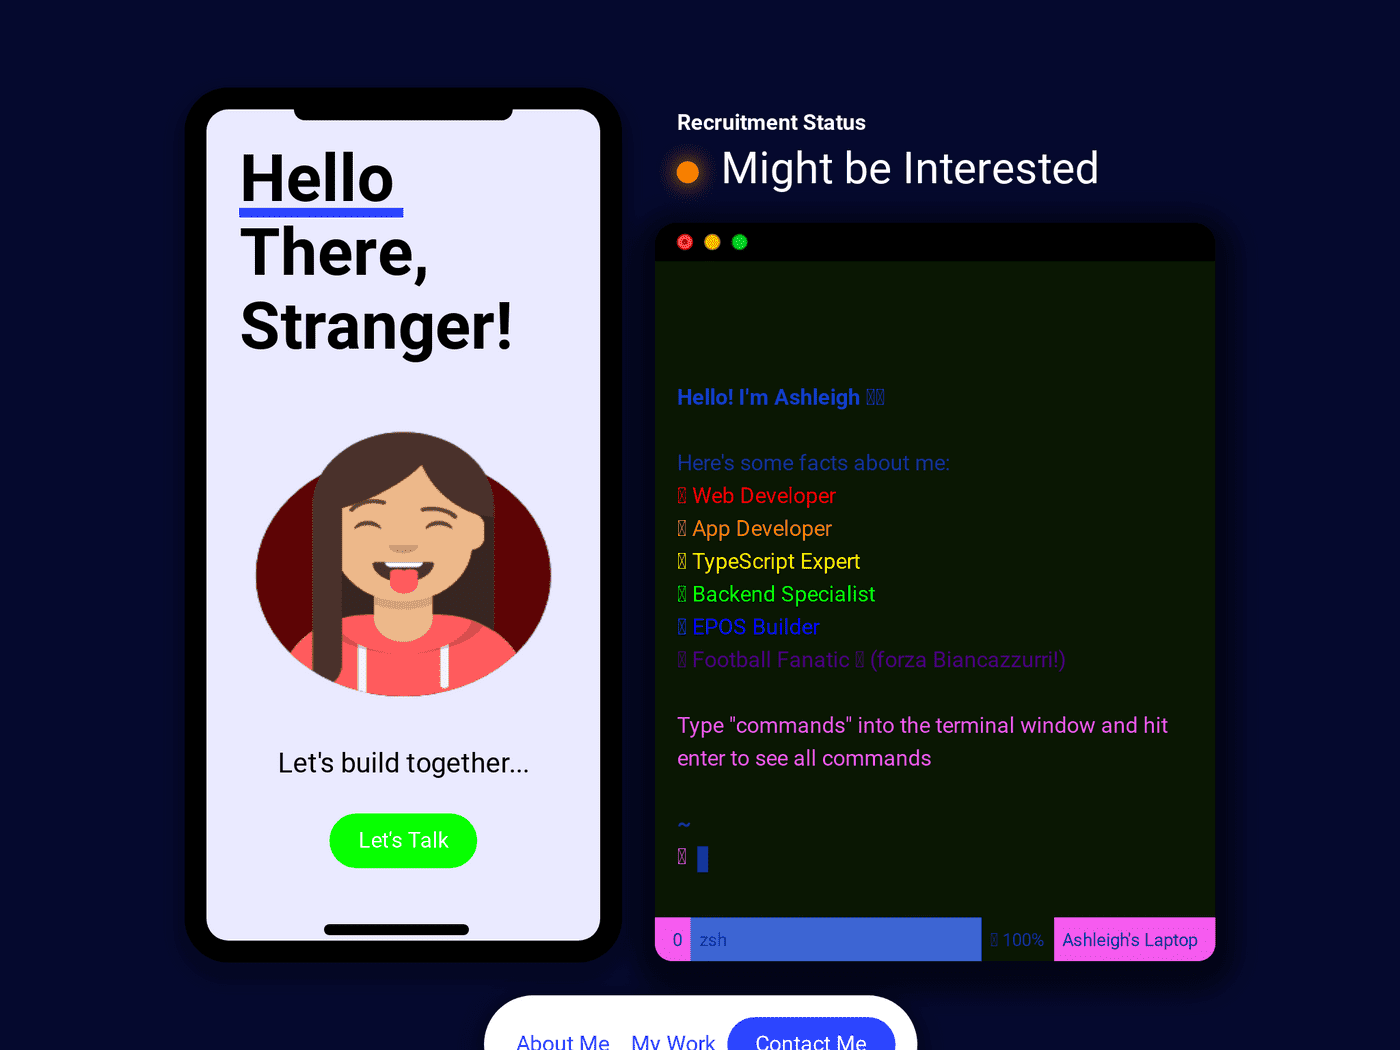 Hello
There,
Stranger!
Let's build together...
Let's Talk
Recruitment Status
Might be Interested
Hello! I'm Ashleigh
Here's some facts about me:
Web Developer
App Developer
TypeScript Expert
Backend Specialist
EPOS Builder
Football Fanatic (forza Biancazzurri!)
Type "commands" into the terminal window and hit
enter to see all commands
~
0 zsh 100% Ashleigh's Laptop
About Me My Work Contact Me